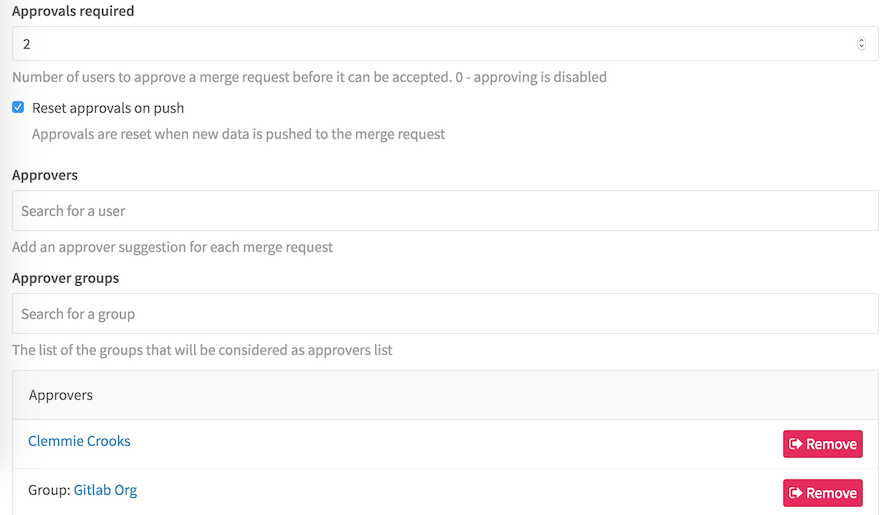 Approvals required
2
Number of users to approve a merge request before it can be accepted. 0 - approving is disabled
Reset approvals on push
Approvals are reset when new data is pushed to the merge request
Approvers
Search for a user
Add an approver suggestion for each merge request
Approver groups
Search for a group
The list of the groups that will be considered as approvers list
Approvers
Clemmie Crooks Remove
Group: Gitlab Org Remove